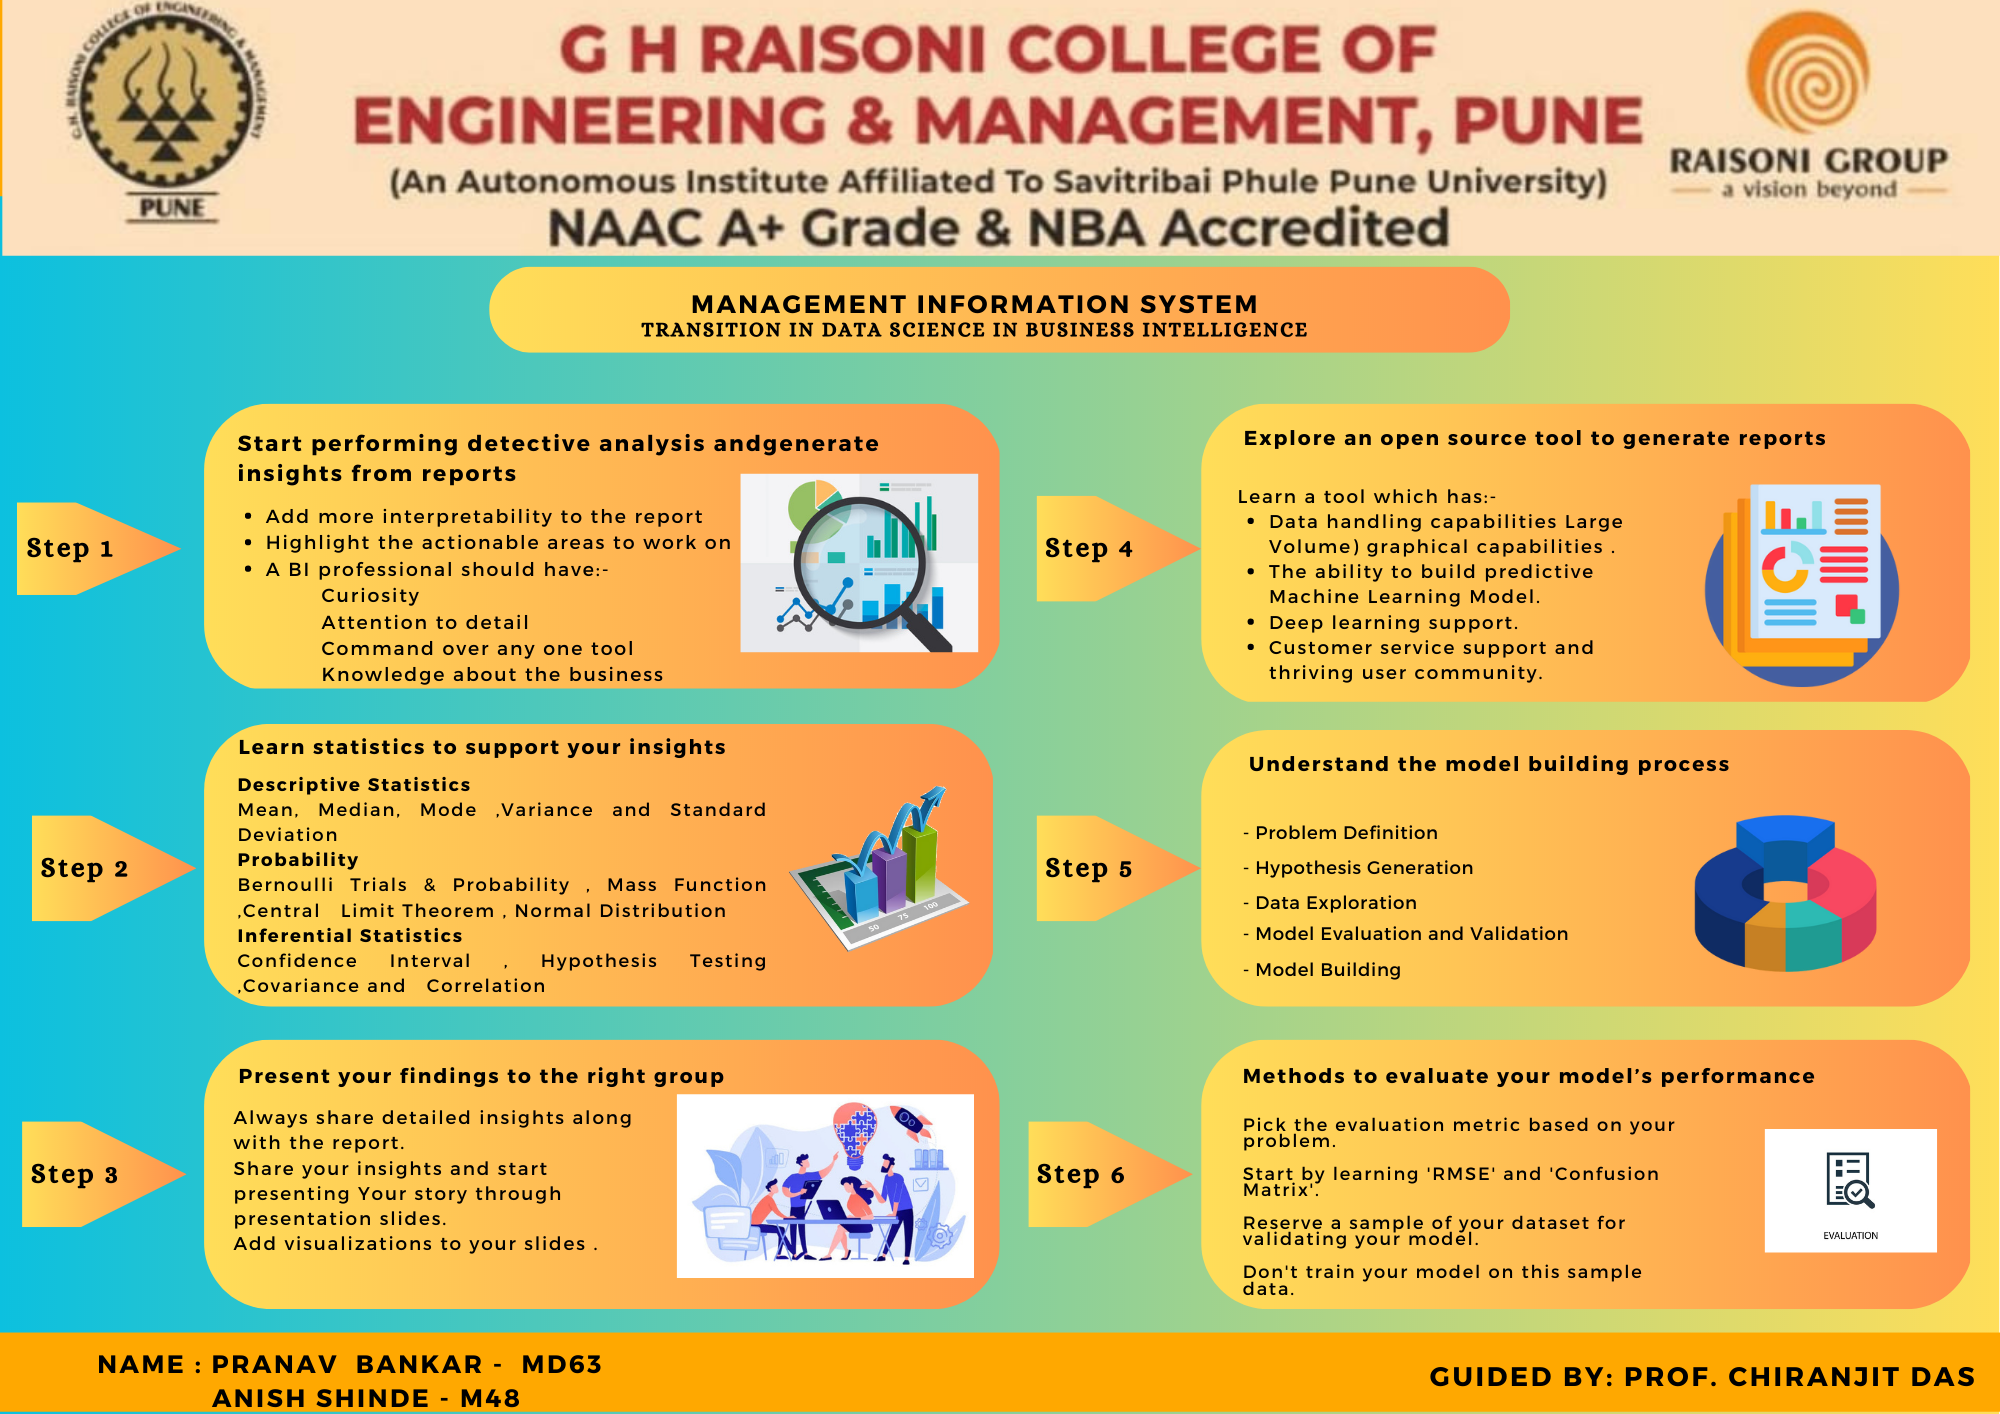 G.H. RAISONI COLLEGE OF ENGINEERING & MANAGEMENT
PUNE
G H RAISONI COLLEGE OF
ENGINEERING & MANAGEMENT, PUNE
(An Autonomous Institute Affiliated To Savitribai Phule Pune University)
NAAC A+ Grade & NBA Accredited
RAISONI GROUP
a vision beyond
MANAGEMENT INFORMATION SYSTEM
TRANSITION IN DATA SCIENCE IN BUSINESS INTELLIGENCE
Step 1
Start performing detective analysis andgenerate
insights from reports
• Add more interpretability to the report
• Highlight the actionable areas to work on
• A BI professional should have:-
Curiosity
Attention to detail
Command over any one tool
Knowledge about the business
Step 2
Learn statistics to support your insights
Descriptive Statistics
Mean, Median, Mode ,Variance and Standard
Deviation
Probability
Bernoulli Trials & Probability , Mass Function
,Central Limit Theorem , Normal Distribution
Inferential Statistics
Confidence Interval , Hypothesis Testing
,Covariance and Correlation
50 75 100
Step 3
Present your findings to the right group
Always share detailed insights along
with the report.
Share your insights and start
presenting Your story through
presentation slides.
Add visualizations to your slides .
Step 4
Explore an open source tool to generate reports
Learn a tool which has:-
• Data handling capabilities Large
Volume) graphical capabilities .
• The ability to build predictive
Machine Learning Model.
• Deep learning support.
• Customer service support and
thriving user community.
Step 5
Understand the model building process
- Problem Definition
- Hypothesis Generation
- Data Exploration
- Model Evaluation and Validation
- Model Building
Step 6
Methods to evaluate your model’s performance
Pick the evaluation metric based on your
problem.
Start by learning 'RMSE' and 'Confusion
Matrix'.
Reserve a sample of your dataset for
validating your model.
Don't train your model on this sample
data.
EVALUATION
NAME : PRANAV BANKAR - MD63
ANISH SHINDE - M48
GUIDED BY: PROF. CHIRANJIT DAS